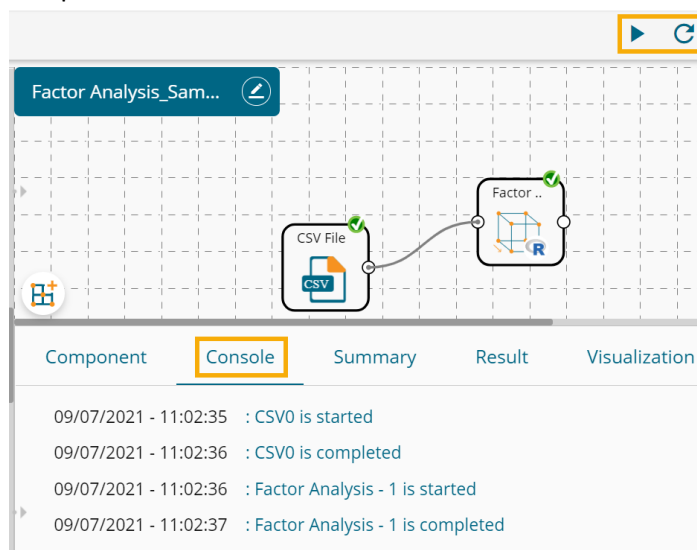 Factor Analysis_Sam...
Factor ..
R
CSV File
CSV
Component Console Summary Result Visualization
09/07/2021 - 11:02:35 : CSV0 is started
09/07/2021 - 11:02:36 : CSV0 is completed
09/07/2021 - 11:02:36 : Factor Analysis - 1 is started
09/07/2021 - 11:02:37 : Factor Analysis - 1 is completed